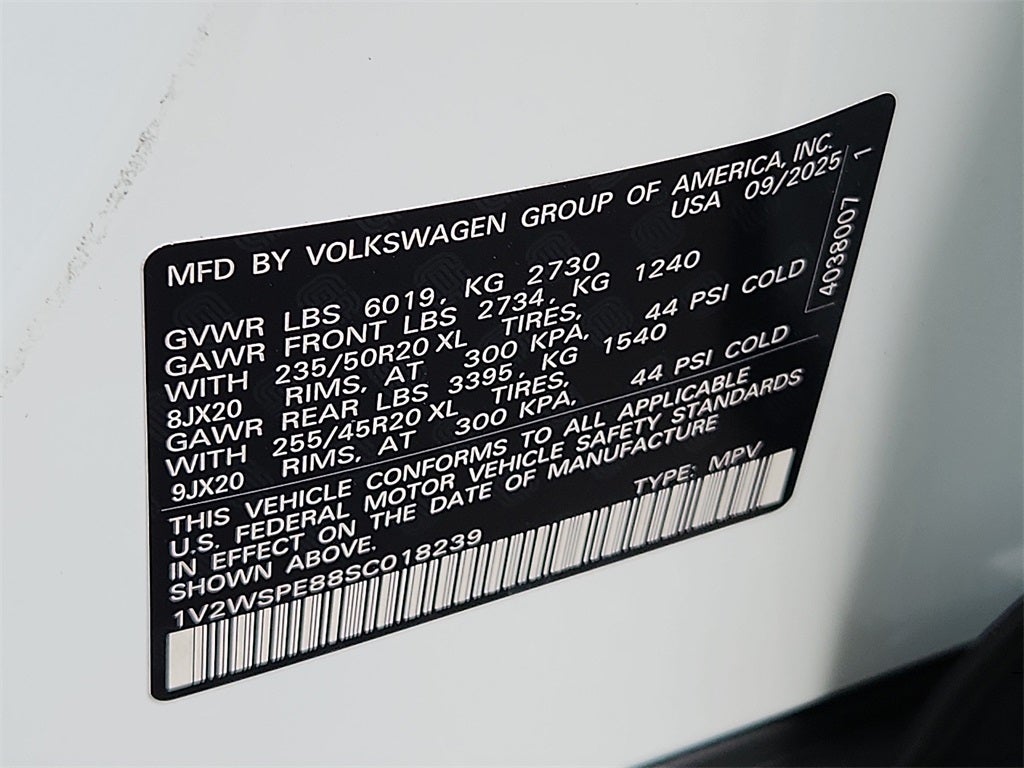 MFD BY VOLKSWAGEN GROUP OF AMERICA, INC.
USA 09/2025
GVWR LBS 6019, KG 2730
GAWR FRONT LBS 2734, KG 1240
WITH 235/50R20 XL TIRES,
8JX20 RIMS, AT 300 KPA, 44 PSI COLD
GAWR REAR LBS 3395, KG 1540
WITH 255/45R20 XL TIRES,
9JX20 RIMS, AT 300 KPA, 44 PSI COLD
THIS VEHICLE CONFORMS TO ALL APPLICABLE
U.S. FEDERAL MOTOR VEHICLE SAFETY STANDARDS
IN EFFECT ON THE DATE OF MANUFACTURE
SHOWN ABOVE.
TYPE: MPV
1V2WSPE88SC018239
4038007 1